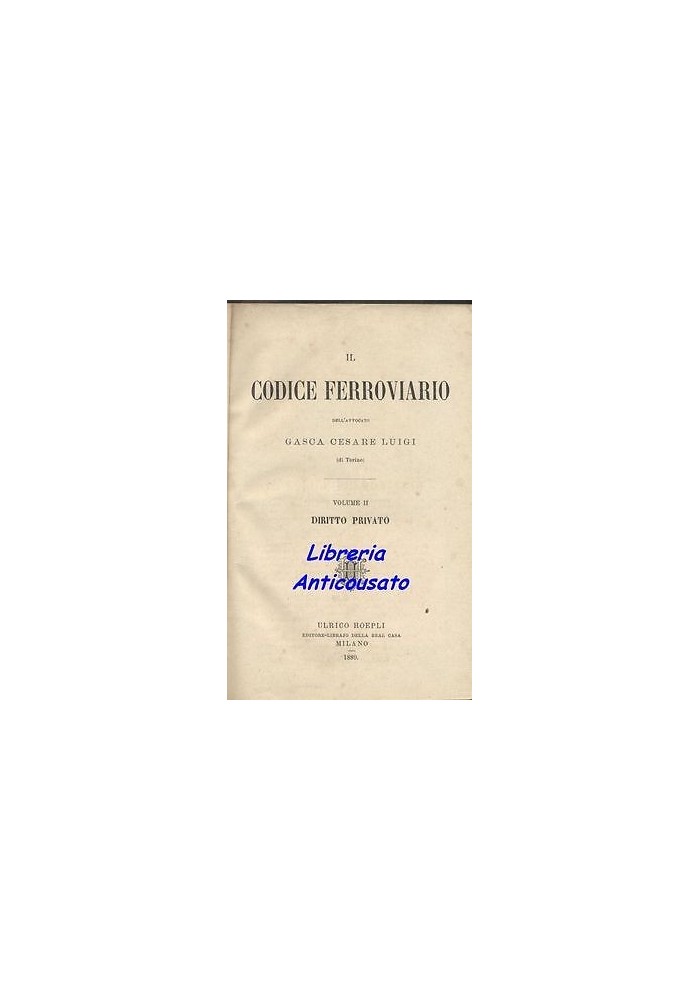 IL
CODICE FERROVIARIO
DELL'AVVOCATO
GASCA CESARE LUIGI
(di Torino)
VOLUME II
DIRITTO PRIVATO
Libreria
Anticousato
ULRICO HOEPLI
EDITORE-LIBRAJO DELLA REAL CASA
MILANO
1889.